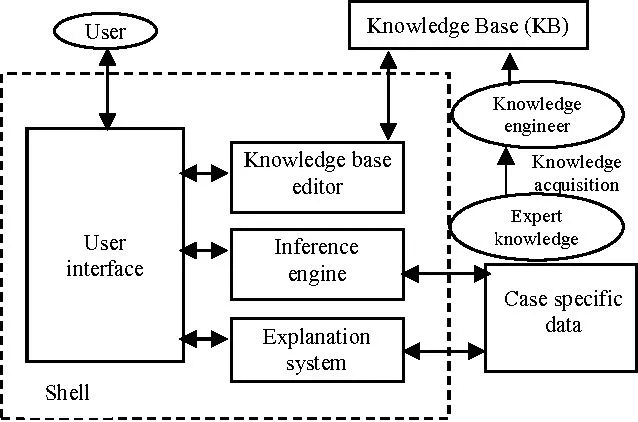 User
Knowledge Base (KB)
Knowledge
engineer
Knowledge
acquisition
Expert
knowledge
Knowledge base
editor
User
interface
Inference
engine
Case specific
data
Explanation
system
Shell